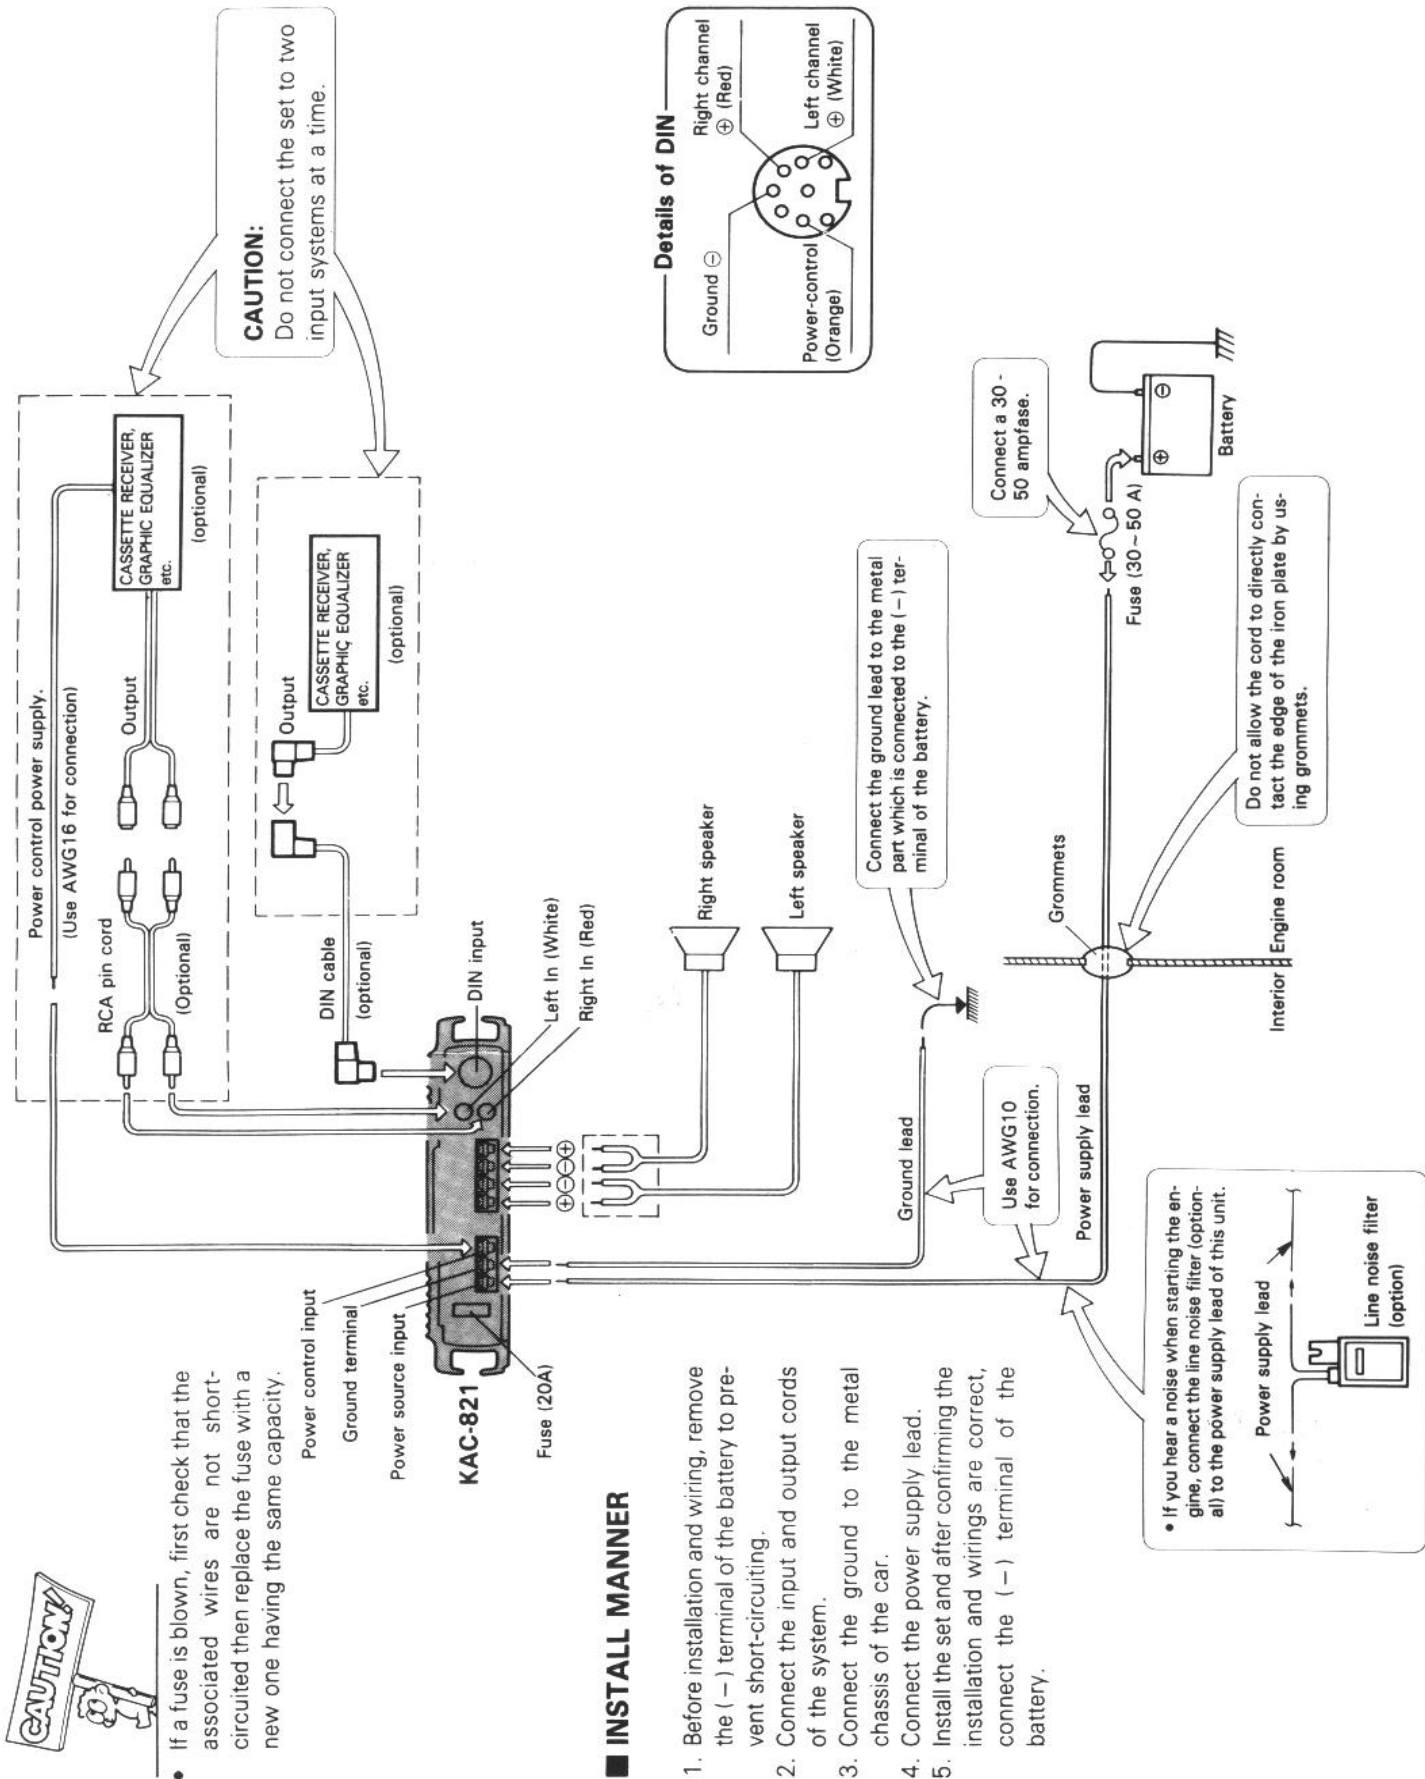 CAUTION!
• If a fuse is blown, first check that the
associated wires are not short-
circuited then replace the fuse with a
new one having the same capacity.
Power control power supply.
(Use AWG16 for connection)
RCA pin cord
(Optional)
Output
CASSETTE RECEIVER,
GRAPHIC EQUALIZER
etc.
(optional)
CAUTION:
Do not connect the set to two
input systems at a time.
DIN cable
(optional)
Output
CASSETTE RECEIVER,
GRAPHIC EQUALIZER
etc.
(optional)
Power control input
Ground terminal
Power source input
KAC-821
Fuse (20A)
DIN input
Left In (White)
Right In (Red)
⊕
⊖
⊖
⊕
Right speaker
Left speaker
Details of DIN
Ground ⊖
Right channel
⊕ (Red)
Power-control
(Orange)
Left channel
⊕ (White)
■ INSTALL MANNER
1. Before installation and wiring, remove
the (−) terminal of the battery to pre-
vent short-circuiting.
2. Connect the input and output cords
of the system.
3. Connect the ground to the metal
chassis of the car.
4. Connect the power supply lead.
5. Install the set and after confirming the
installation and wirings are correct,
connect the (−) terminal of the
battery.
Ground lead
Connect the ground lead to the metal
part which is connected to the (−) ter-
minal of the battery.
Use AWG10
for connection.
Power supply lead
Grommets
Interior
Engine room
Connect a 30 -
50 ampfase.
Fuse (30 ~ 50 A)
⊕
⊖
Battery
Do not allow the cord to directly con-
tact the edge of the iron plate by us-
ing grommets.
• If you hear a noise when starting the en-
gine, connect the line noise filter (option-
al) to the power supply lead of this unit.
Power supply lead
Line noise filter
(option)